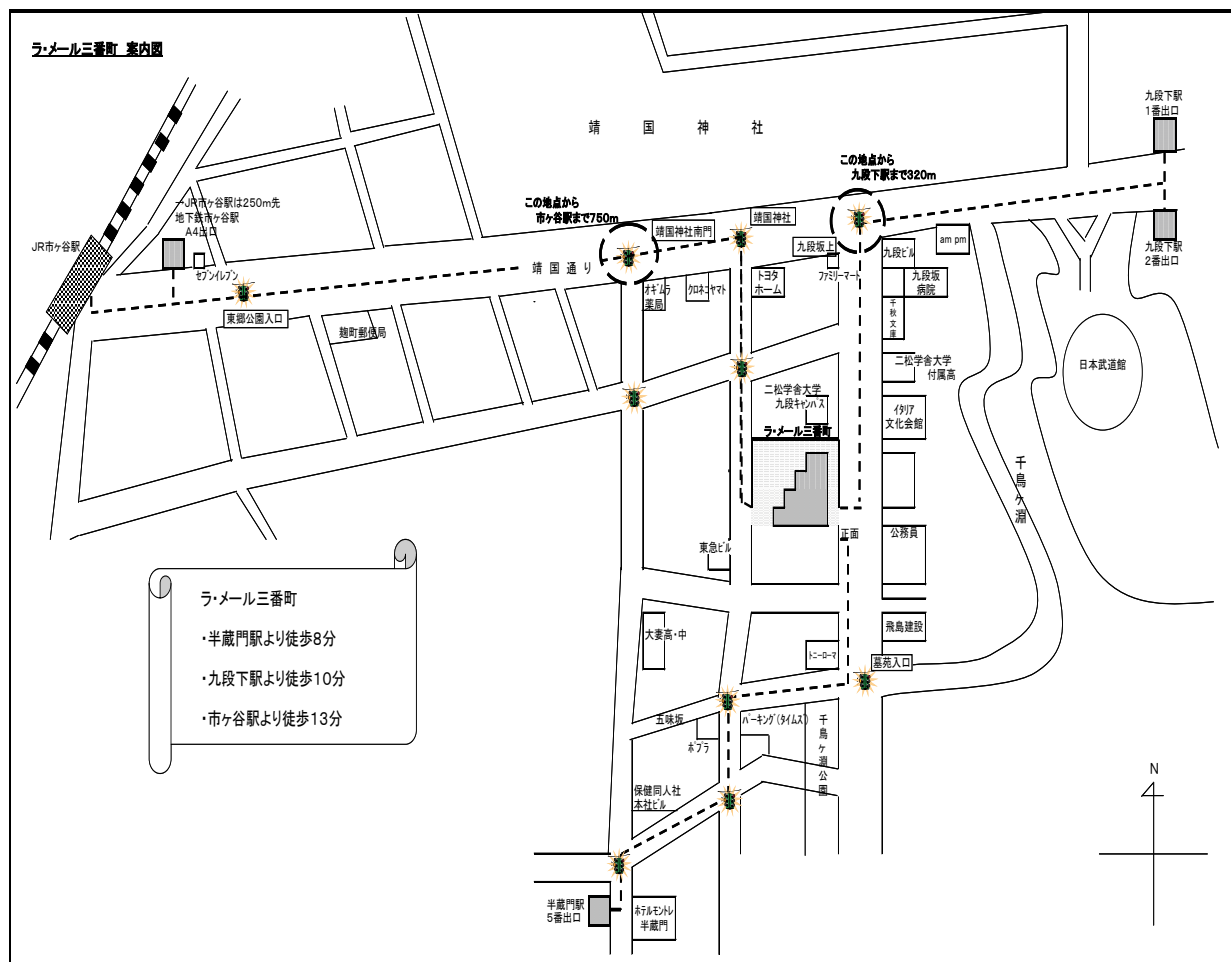 ラ・メール三番町 案内図
九段下駅
1番出口
靖国神社
この地点から
九段下駅まで320m
この地点から
市ヶ谷駅まで750m
→JR市ヶ谷駅は250m先
地下鉄市ヶ谷駅
A4出口
靖国神社南門
靖国神社
九段坂上
JR市ヶ谷駅
セブンイレブン
靖国通り
九段ビル
am pm
九段下駅
2番出口
トヨタ
ホーム
ファミリーマート
九段坂
病院
オギムラ
薬局
クロネコヤマト
千秋文庫
東郷公園入口
麹町郵便局
二松学舎大学
付属高
日本武道館
二松学舎大学
九段キャンパス
イタリア
文化会館
ラ・メール三番町
千鳥ヶ淵
正面
公務員
東急ビル
ラ・メール三番町
・半蔵門駅より徒歩8分
・九段下駅より徒歩10分
・市ヶ谷駅より徒歩13分
大妻高・中
飛島建設
トニーローマ
墓苑入口
五味坂
パーキング(タイムズ)
千鳥ヶ淵公園
ポプラ
N
保健同人社
本社ビル
半蔵門駅
5番出口
ホテルモントレ
半蔵門